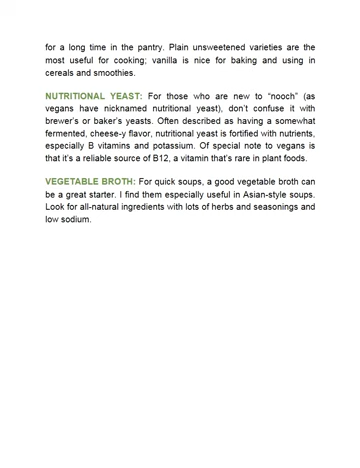 for a long time in the pantry. Plain unsweetened varieties are the
most useful for cooking; vanilla is nice for baking and using in
cereals and smoothies.
NUTRITIONAL YEAST: For those who are new to “nooch” (as
vegans have nicknamed nutritional yeast), don’t confuse it with
brewer’s or baker’s yeasts. Often described as having a somewhat
fermented, cheese-y flavor, nutritional yeast is fortified with nutrients,
especially B vitamins and potassium. Of special note to vegans is
that it’s a reliable source of B12, a vitamin that’s rare in plant foods.
VEGETABLE BROTH: For quick soups, a good vegetable broth can
be a great starter. I find them especially useful in Asian-style soups.
Look for all-natural ingredients with lots of herbs and seasonings and
low sodium.